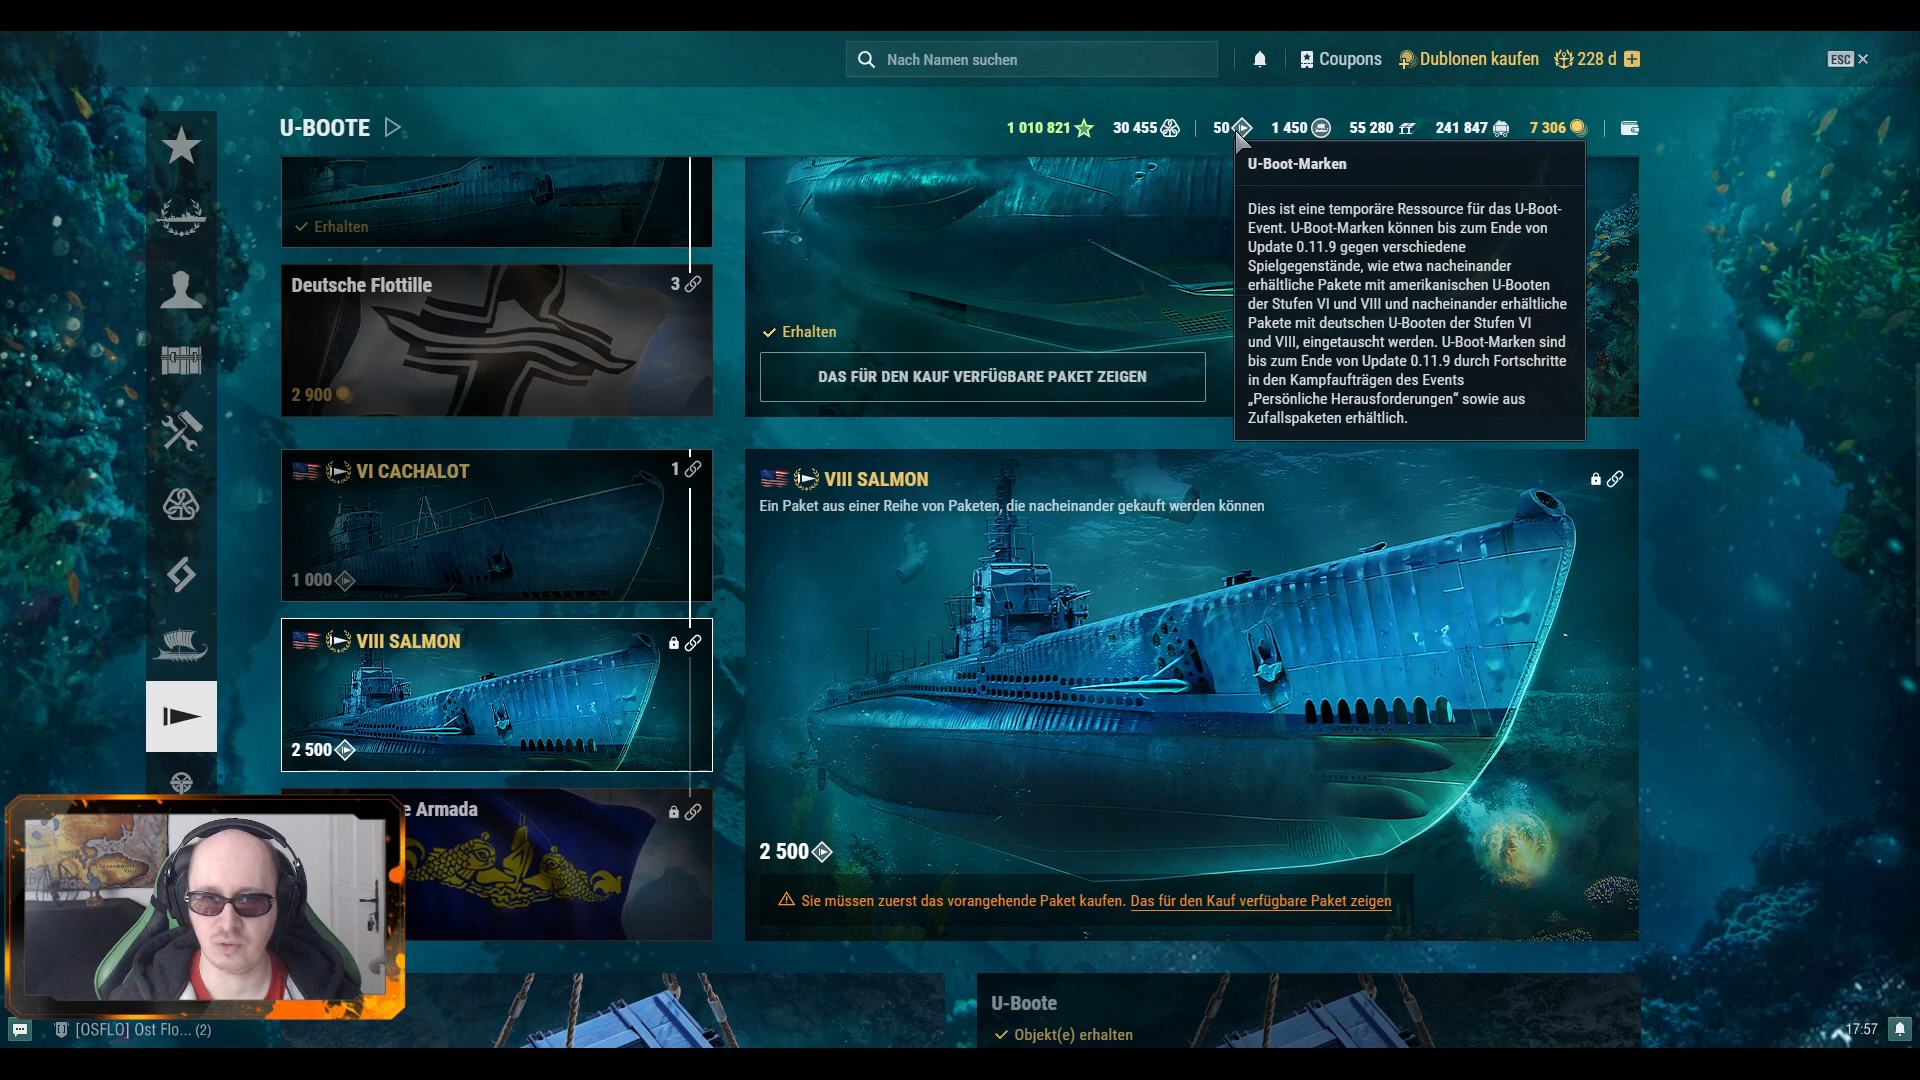 Nach Namen suchen
Coupons
Dublonen kaufen
228 d
ESC
U-BOOTE
1 010 821
30 455
50
1 450
55 280
241 847
7 306
Erhalten
Deutsche Flottille
3
2 900
Erhalten
DAS FÜR DEN KAUF VERFÜGBARE PAKET ZEIGEN
U-Boot-Marken
Dies ist eine temporäre Ressource für das U-Boot-
Event. U-Boot-Marken können bis zum Ende von
Update 0.11.9 gegen verschiedene
Spielgegenstände, wie etwa nacheinander
erhältliche Pakete mit amerikanischen U-Booten
der Stufen VI und VIII und nacheinander erhältliche
Pakete mit deutschen U-Booten der Stufen VI
und VIII, eingetauscht werden. U-Boot-Marken sind
bis zum Ende von Update 0.11.9 durch Fortschritte
in den Kampfaufträgen des Events
„Persönliche Herausforderungen“ sowie aus
Zufallspaketen erhältlich.
VI CACHALOT
1
1 000
VIII SALMON
2 500
e Armada
VIII SALMON
Ein Paket aus einer Reihe von Paketen, die nacheinander gekauft werden können
2 500
Sie müssen zuerst das vorangehende Paket kaufen. Das für den Kauf verfügbare Paket zeigen
U-Boote
Objekt(e) erhalten
[OSFLO] Ost Flo... (2)
17:57